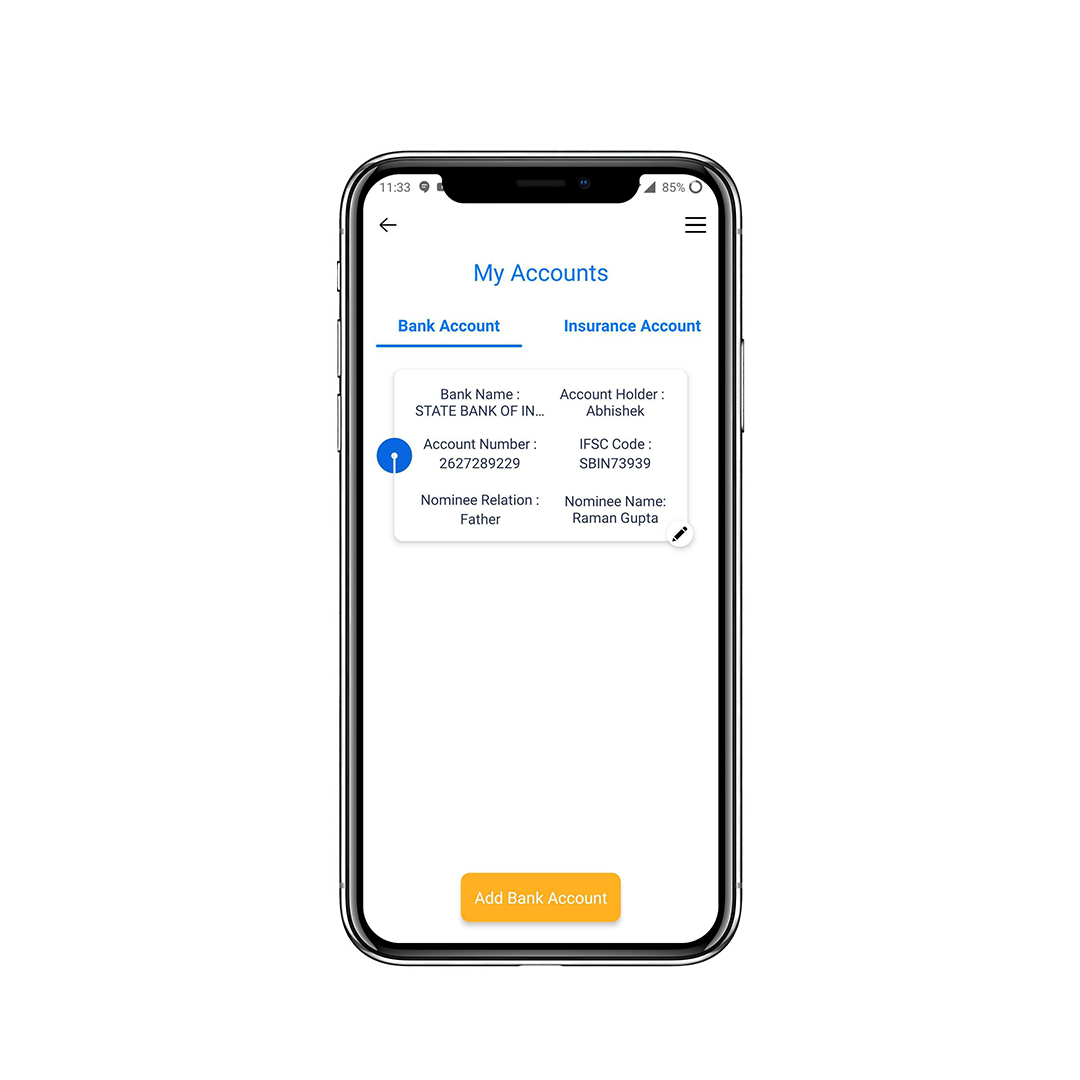 11:33
85%
My Accounts
Bank Account
Insurance Account
Bank Name :
STATE BANK OF IN...
Account Holder :
Abhishek
Account Number :
2627289229
IFSC Code :
SBIN73939
Nominee Relation :
Father
Nominee Name:
Raman Gupta
Add Bank Account